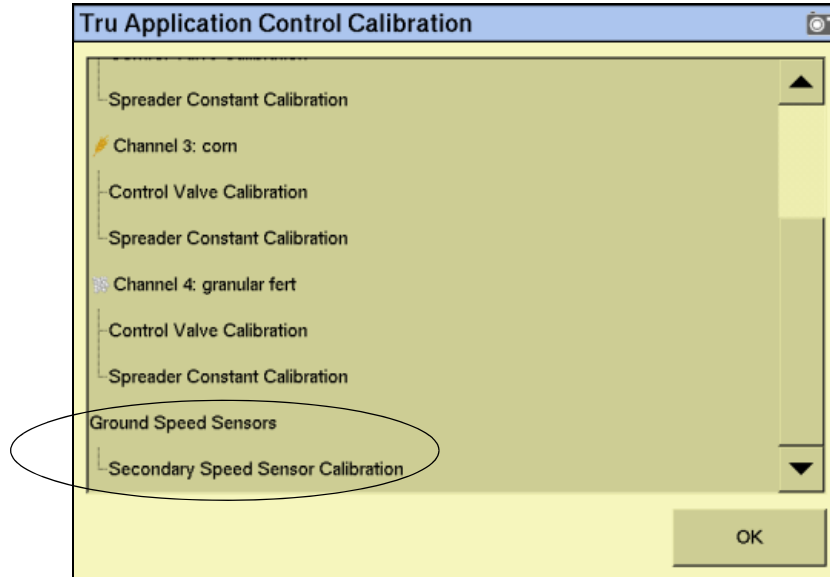 Tru Application Control Calibration
Spreader Constant Calibration
Channel 3: corn
Control Valve Calibration
Spreader Constant Calibration
Channel 4: granular fert
Control Valve Calibration
Spreader Constant Calibration
Ground Speed Sensors
Secondary Speed Sensor Calibration
OK